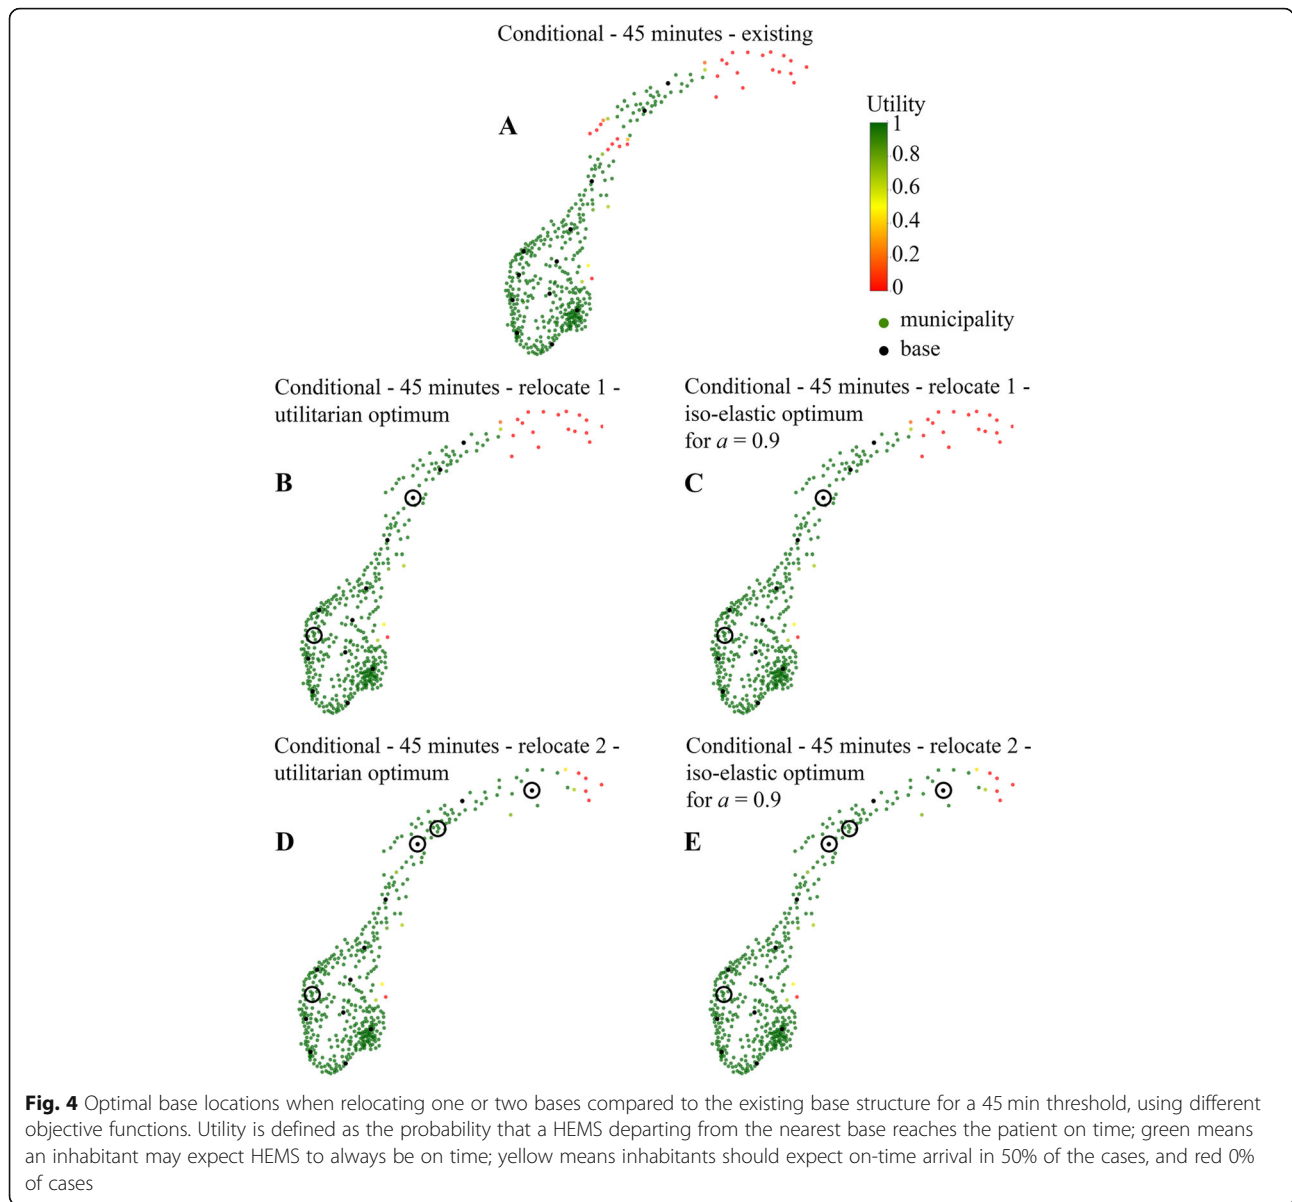 Conditional - 45 minutes - existing
A
Utility
1
0.8
0.6
0.4
0.2
0
municipality
base
Conditional - 45 minutes - relocate 1 -
utilitarian optimum
B
Conditional - 45 minutes - relocate 1 -
iso-elastic optimum
for a = 0.9
C
Conditional - 45 minutes - relocate 2 -
utilitarian optimum
D
Conditional - 45 minutes - relocate 2 -
iso-elastic optimum
for a = 0.9
E
Fig. 4 Optimal base locations when relocating one or two bases compared to the existing base structure for a 45 min threshold, using different
objective functions. Utility is defined as the probability that a HEMS departing from the nearest base reaches the patient on time; green means
an inhabitant may expect HEMS to always be on time; yellow means inhabitants should expect on-time arrival in 50% of the cases, and red 0%
of cases